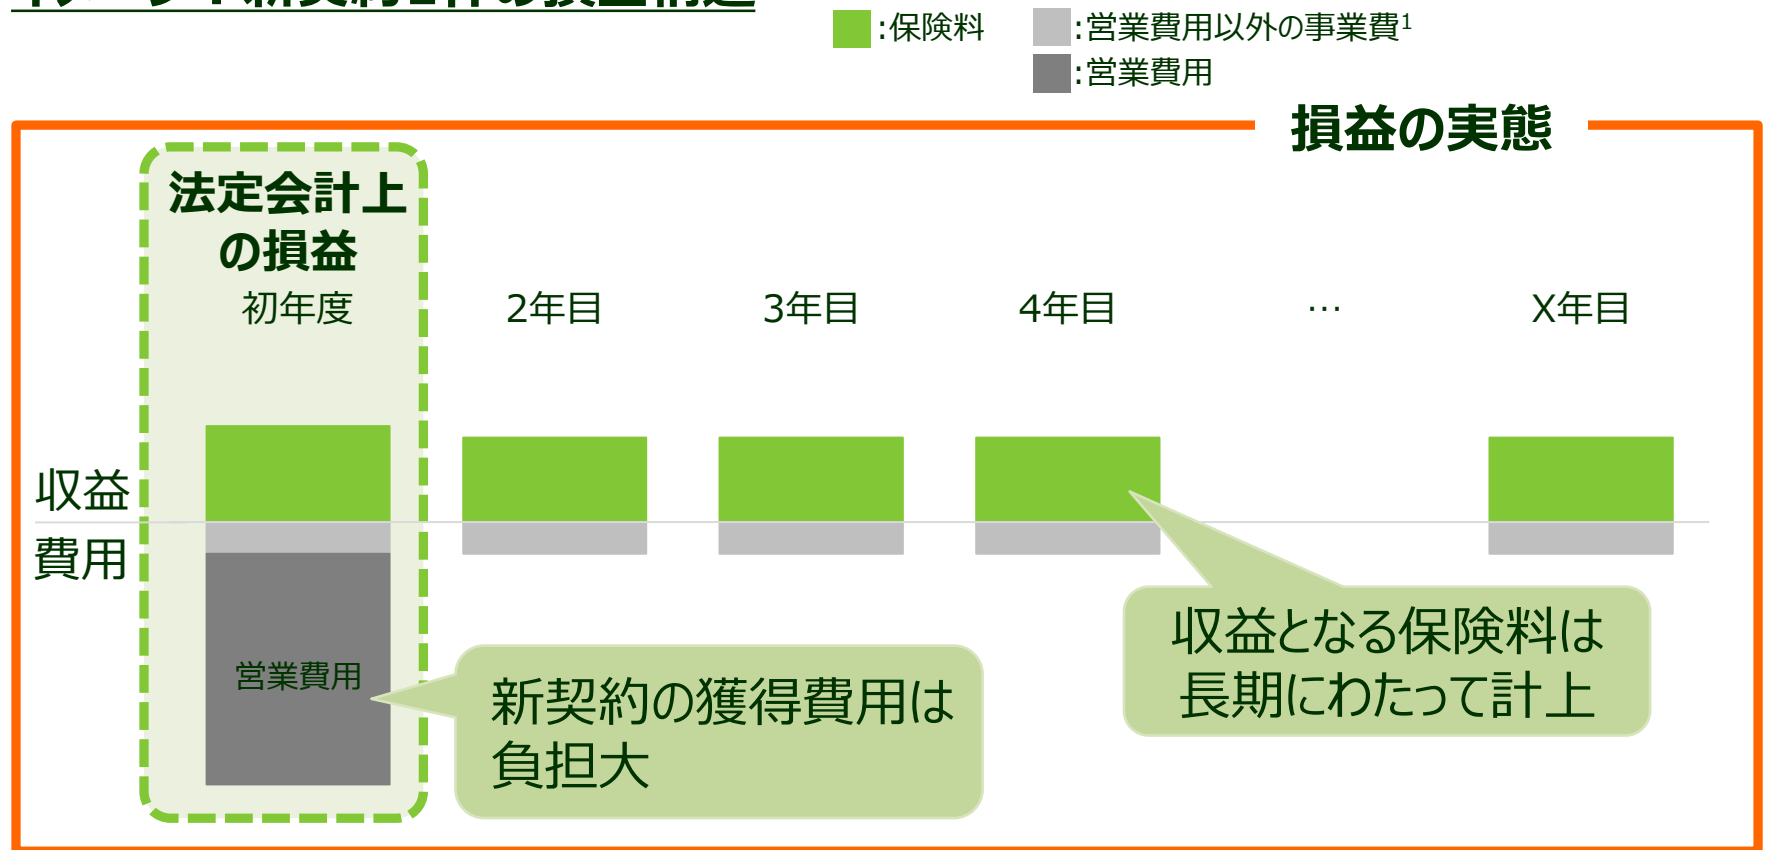 :保険料
:営業費用以外の事業費¹
:営業費用
損益の実態
法定会計上
の損益
初年度
2年目
3年目
4年目
…
X年目
収益
費用
営業費用
新契約の獲得費用は
負担大
収益となる保険料は
長期にわたって計上